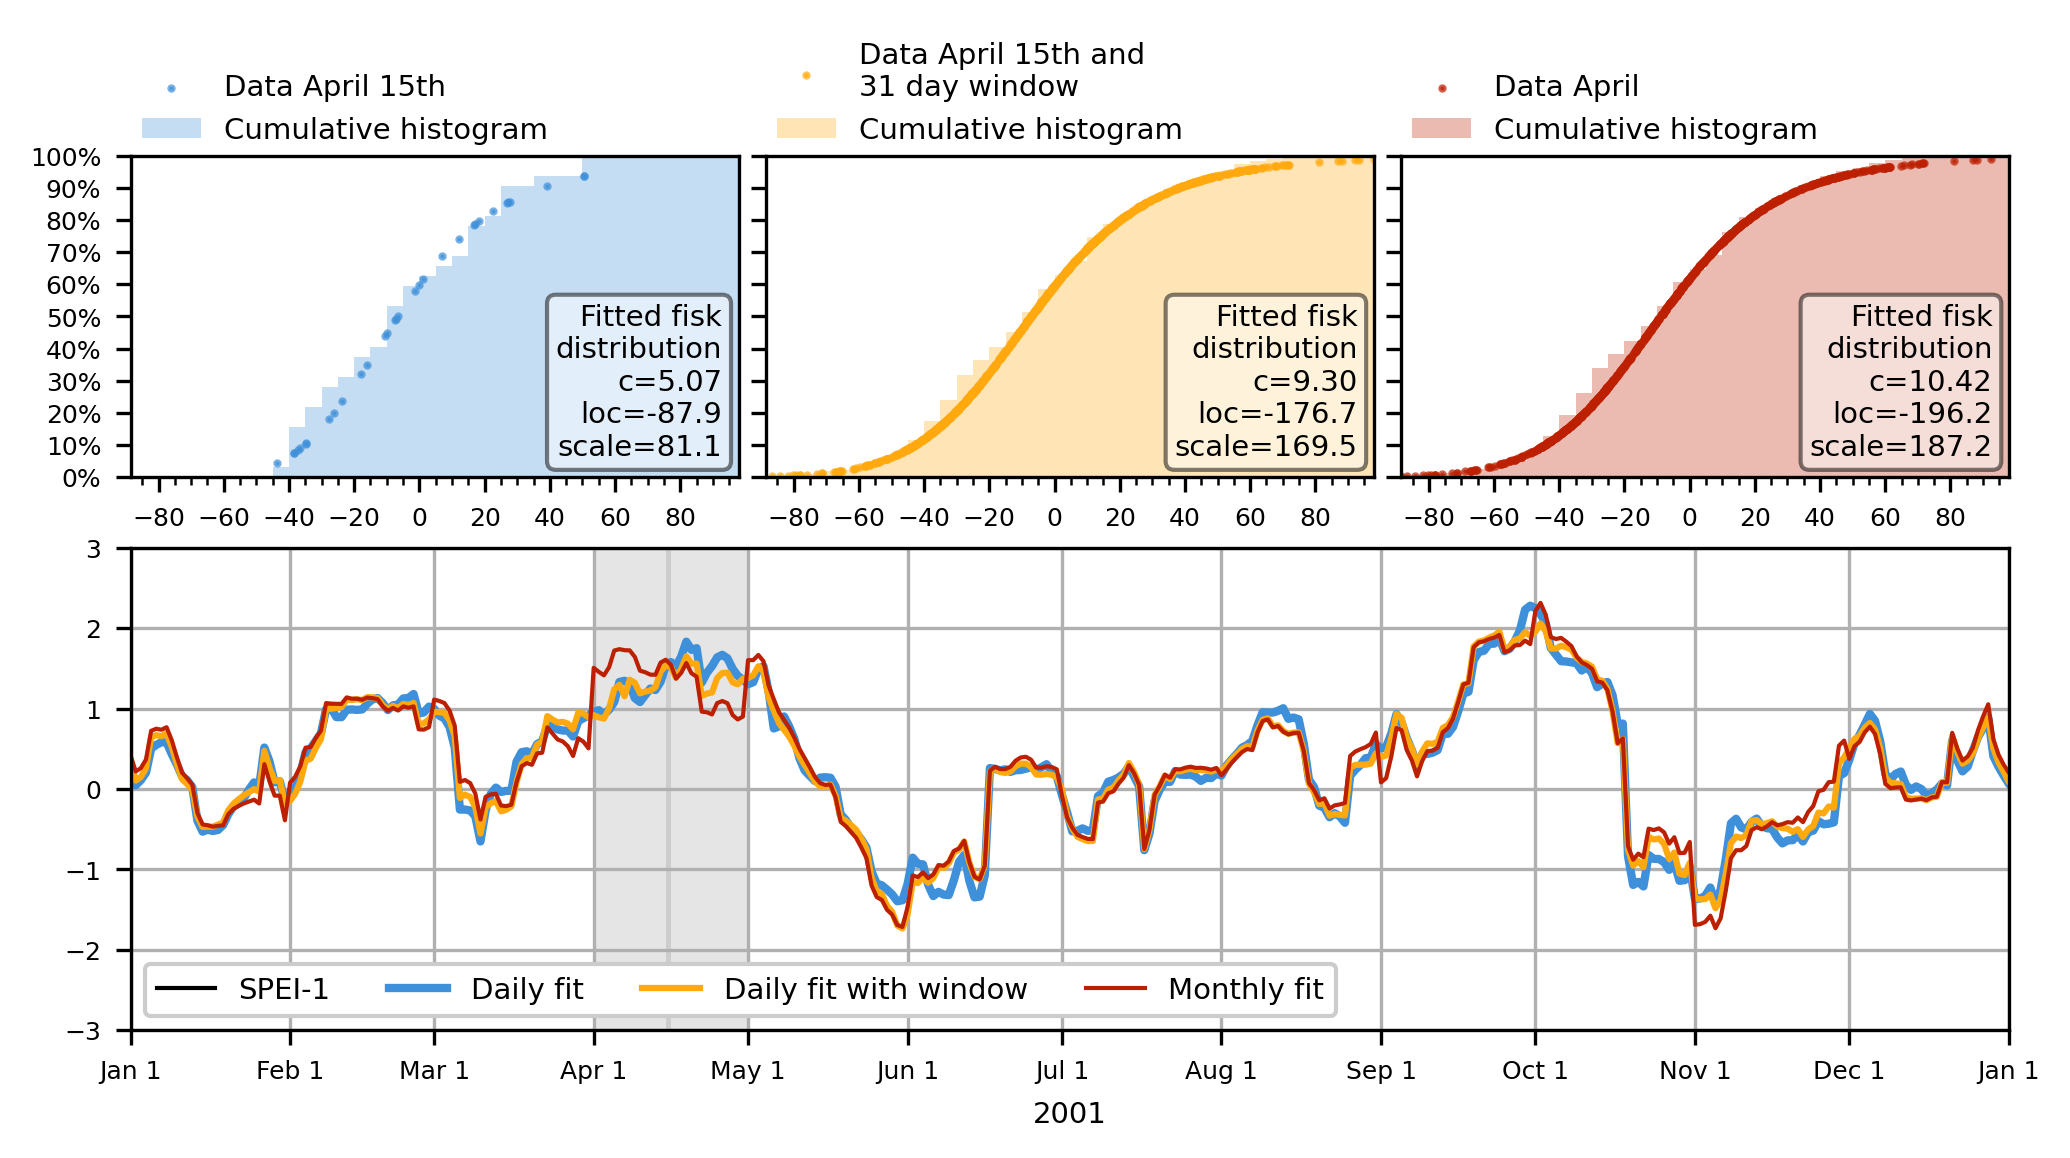 Data April 15th
Cumulative histogram
Data April 15th and
31 day window
Cumulative histogram
Data April
Cumulative histogram
100%
90%
80%
70%
60%
50%
40%
30%
20%
10%
0%
Fitted fisk
distribution
c=5.07
loc=-87.9
scale=81.1
Fitted fisk
distribution
c=9.30
loc=-176.7
scale=169.5
Fitted fisk
distribution
c=10.42
loc=-196.2
scale=187.2
−80 −60 −40 −20 0 20 40 60 80
−80 −60 −40 −20 0 20 40 60 80
−80 −60 −40 −20 0 20 40 60 80
3
2
1
0
−1
−2
−3
SPEI-1 Daily fit Daily fit with window Monthly fit
Jan 1 Feb 1 Mar 1 Apr 1 May 1 Jun 1 Jul 1 Aug 1 Sep 1 Oct 1 Nov 1 Dec 1 Jan 1
2001